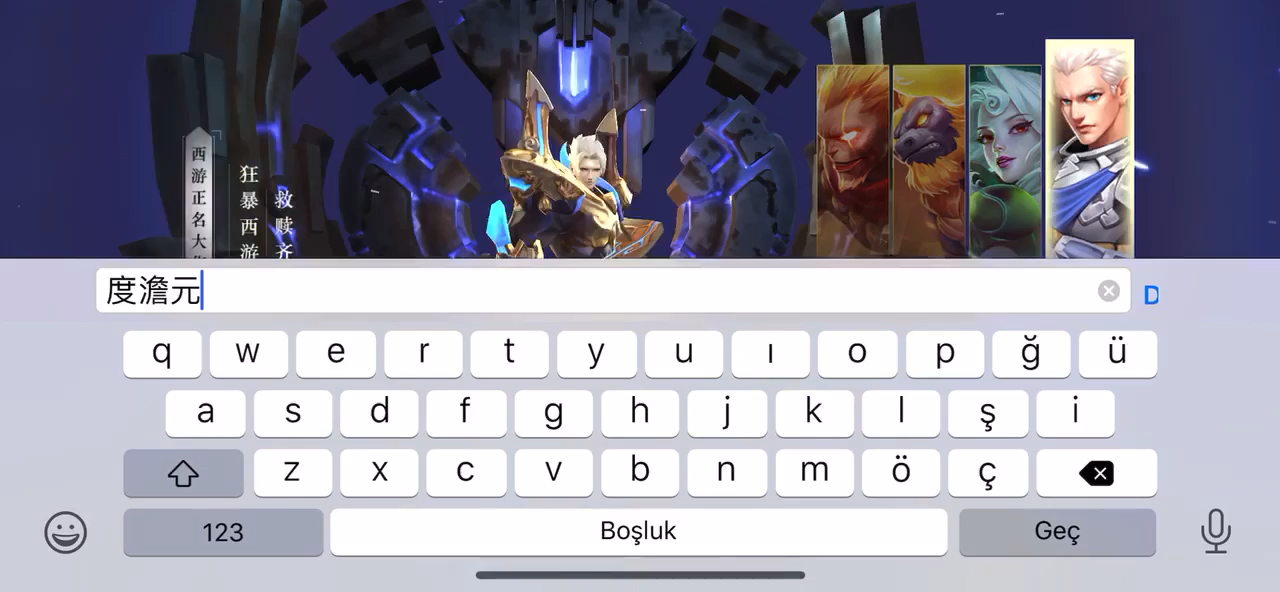 西游正名大
狂暴西游
救赎齐
度澹元
D
q w e r t y u ı o p ğ ü
a s d f g h j k l ş i
z x c v b n m ö ç
123 Boşluk Geç